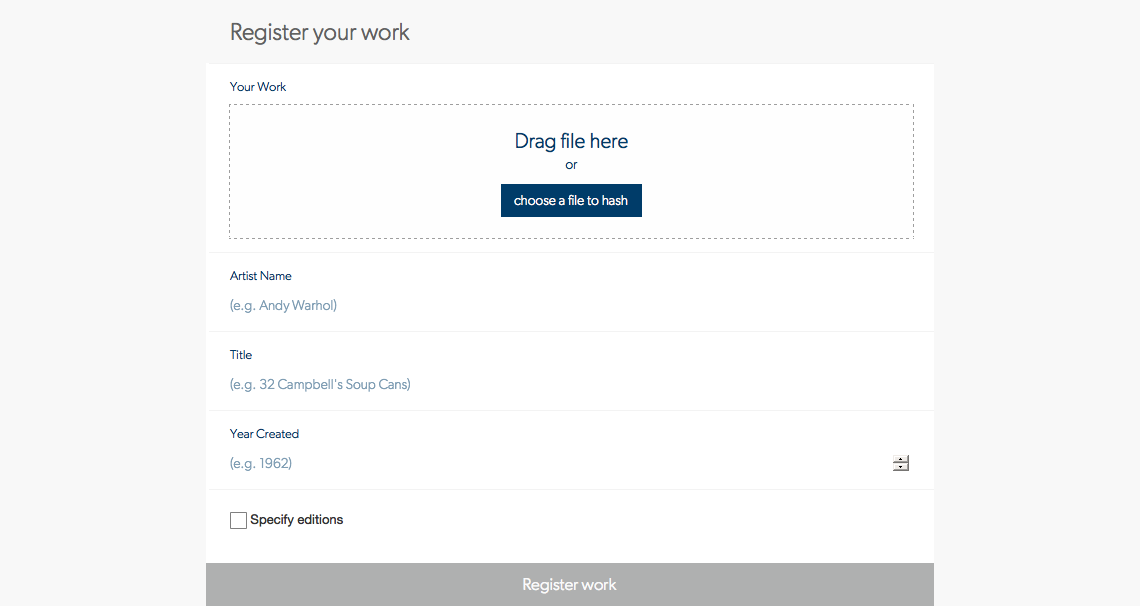 Register your work
Your Work
Drag file here
or
choose a file to hash
Artist Name
(e.g. Andy Warhol)
Title
(e.g. 32 Campbell's Soup Cans)
Year Created
(e.g. 1962)
Specify editions
Register work